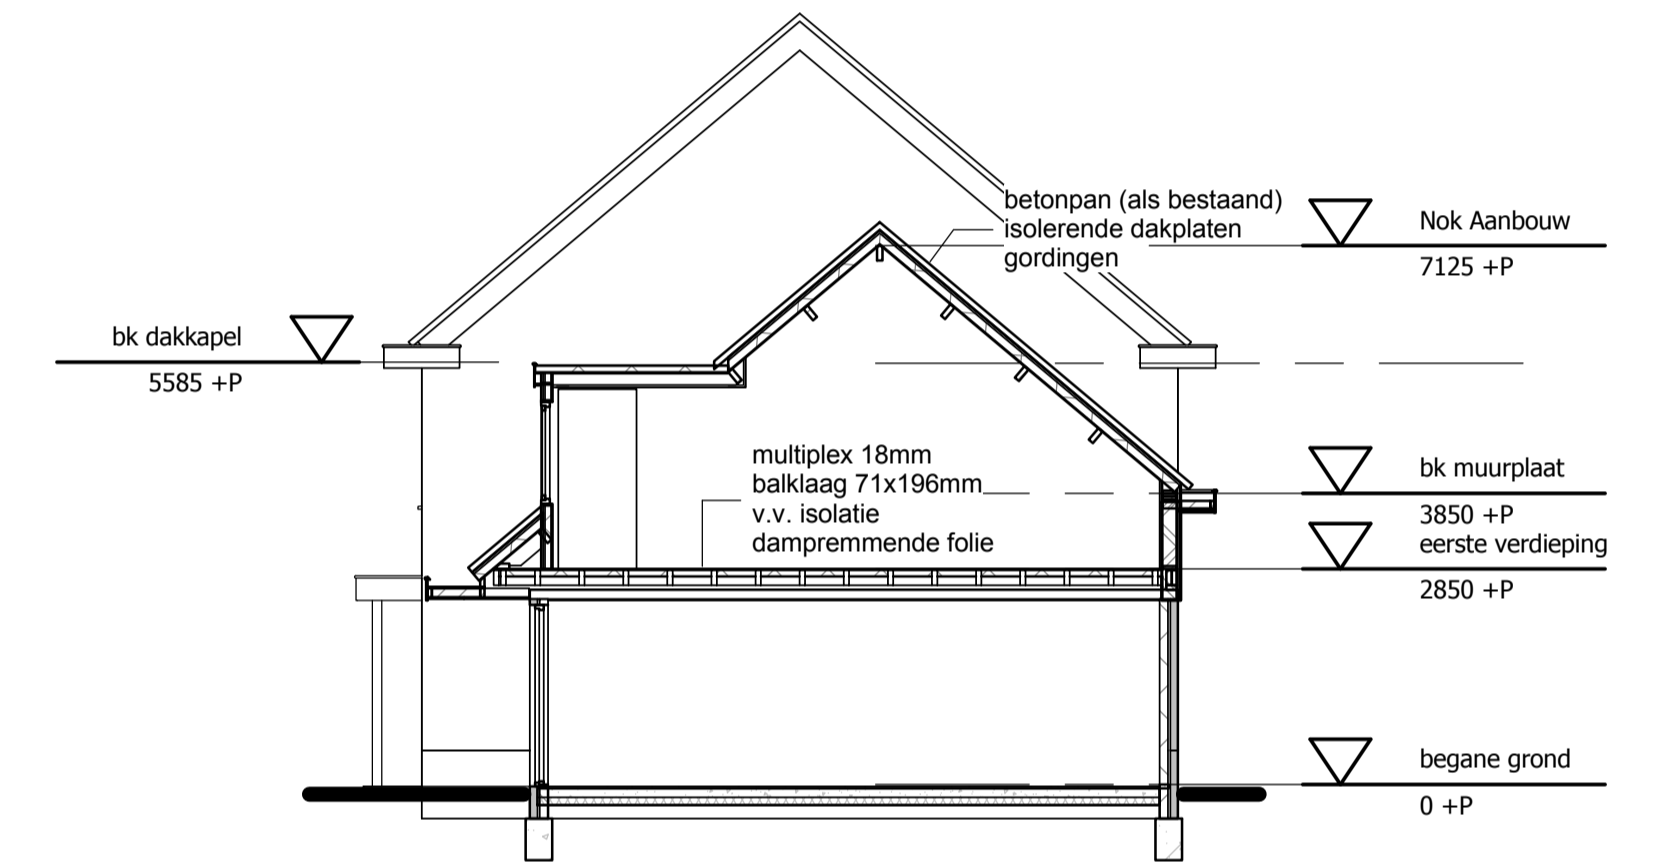 betonpan (als bestaand)
isolerende dakplaten
gordingen
Nok Aanbouw
7125 +P
bk dakkapel
5585 +P
multiplex 18mm
balklaag 71x196mm
v.v. isolatie
dampremmende folie
bk muurplaat
3850 +P
eerste verdieping
2850 +P
begane grond
0 +P